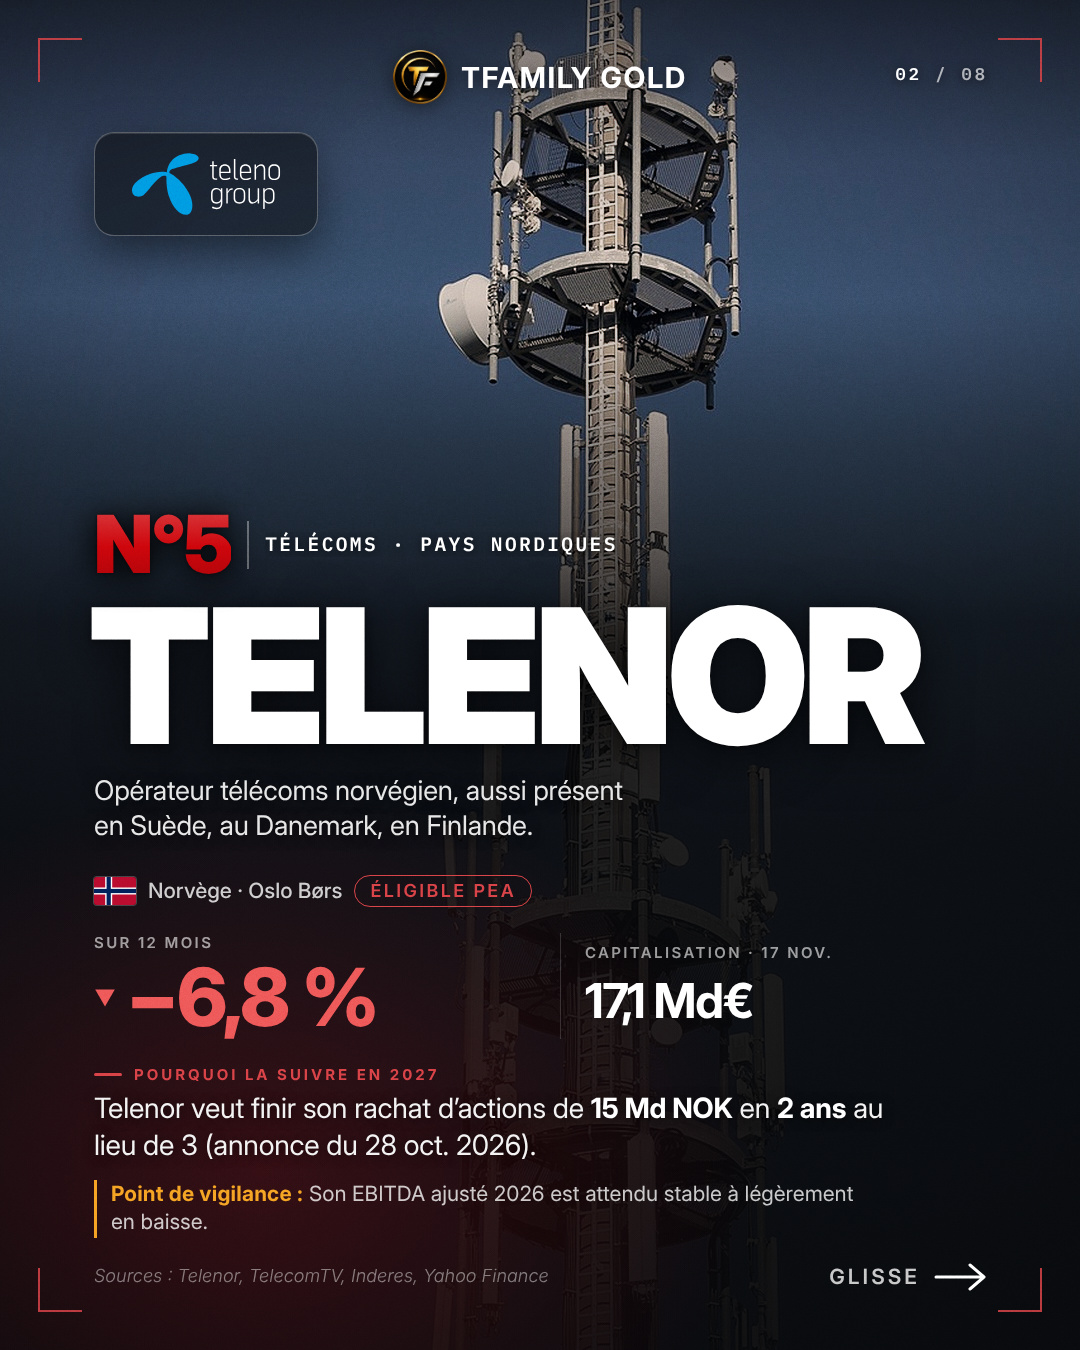 TF TFAMILY GOLD
02 / 08
teleno
group
N°5
TÉLÉCOMS · PAYS NORDIQUES
TELENOR
Opérateur télécoms norvégien, aussi présent
en Suède, au Danemark, en Finlande.
Norvège · Oslo Børs ÉLIGIBLE PEA
SUR 12 MOIS
▼ –6,8 %
CAPITALISATION · 17 NOV.
17,1 Md€
POURQUOI LA SUIVRE EN 2027
Telenor veut finir son rachat d’actions de 15 Md NOK en 2 ans au
lieu de 3 (annonce du 28 oct. 2026).
Point de vigilance : Son EBITDA ajusté 2026 est attendu stable à légèrement
en baisse.
Sources : Telenor, TelecomTV, Inderes, Yahoo Finance
GLISSE →